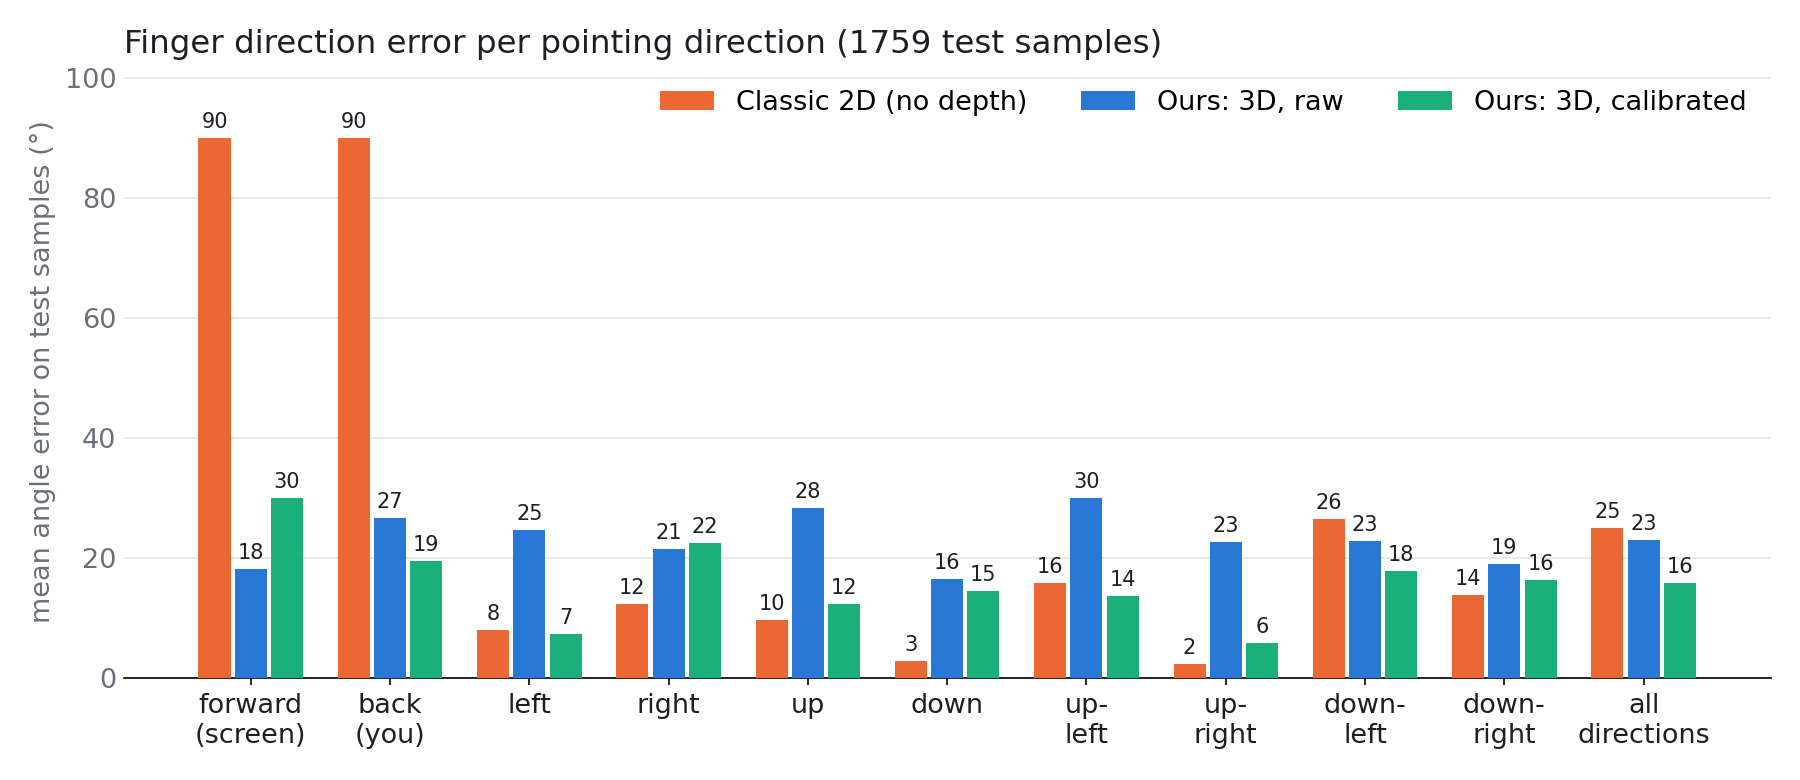 Finger direction error per pointing direction (1759 test samples)
Classic 2D (no depth) Ours: 3D, raw Ours: 3D, calibrated
mean angle error on test samples (°)
100
80
60
40
20
0
90 18 30
90 27 19
8 25 7
12 21 22
10 28 12
3 16 15
16 30 14
2 23 6
26 23 18
14 19 16
25 23 16
forward
(screen)
back
(you)
left
right
up
down
up-
left
up-
right
down-
left
down-
right
all
directions